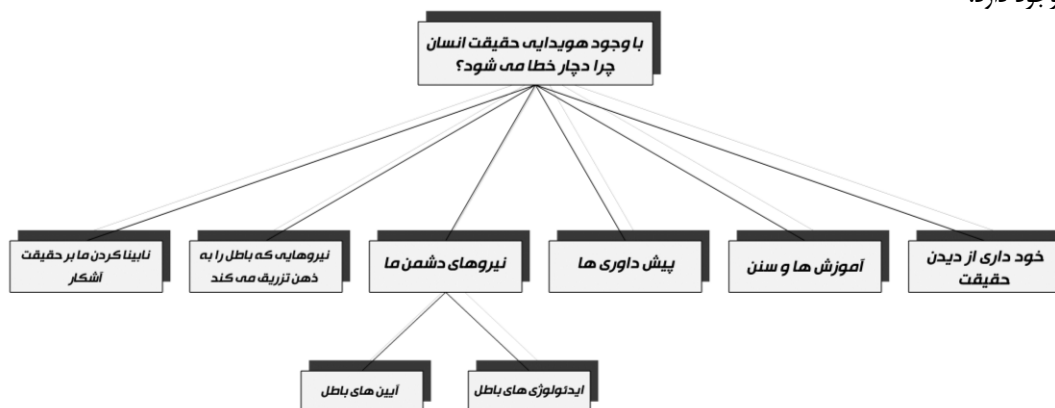 وجود دارد.
با وجود هویدایی حقیقت انسان
چرا دچار خطا می شود؟
خود داری از دیدن
حقیقت
آموزش ها و سنن
پیش داوری ها
نیروهای دشمن ما
نیروهایی که باطل را به
ذهن تزریق می کند
نابینا کردن ما بر حقیقت
آشکار
ایدئولوژی های باطل
آیین های باطل